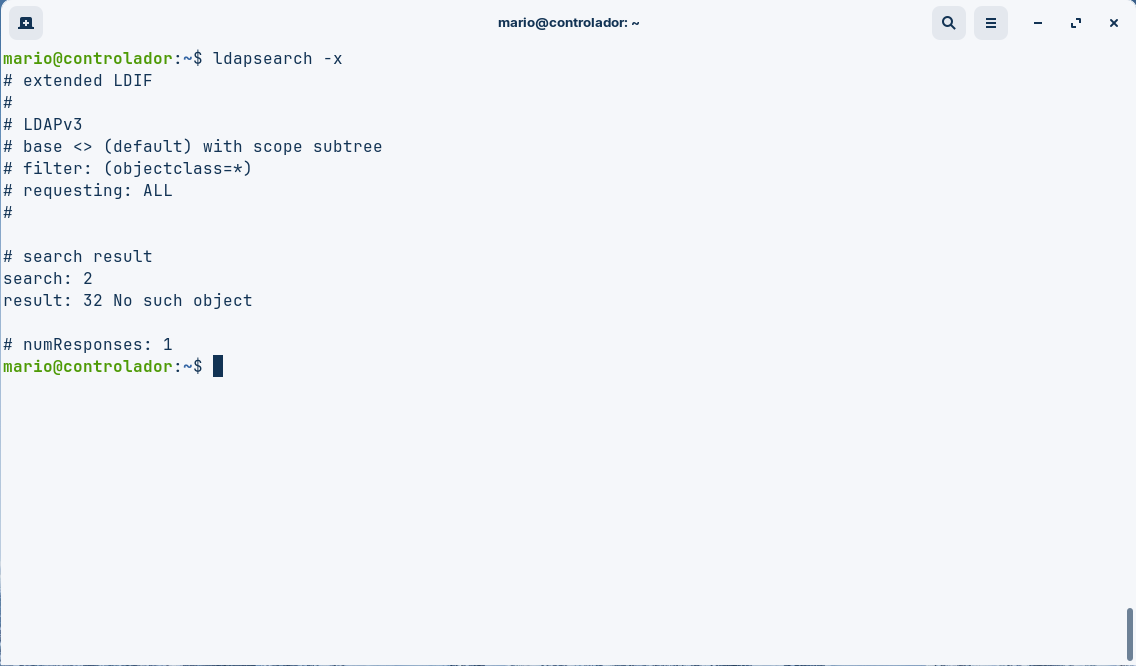 mario@controlador: ~
mario@controlador:~$ ldapsearch -x
# extended LDIF
#
# LDAPv3
# base <> (default) with scope subtree
# filter: (objectclass=*)
# requesting: ALL
#
# search result
search: 2
result: 32 No such object
# numResponses: 1
mario@controlador:~$